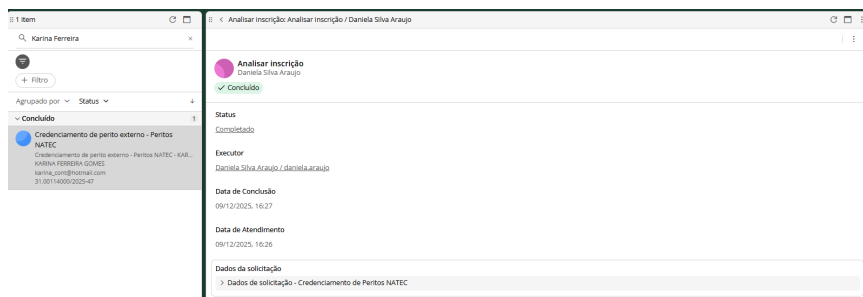 1 item
Karina Ferreira
+ Filtro
Agrupado por Status
Concluído 1
Credenciamento de perito externo - Peritos
NATEC
Credenciamento de perito externo - Peritos NATEC - KAR...
KARINA FERREIRA GOMES
karina_cont@hotmail.com
31.00114000/2025-47
Analisar inscrição: Analisar inscrição / Daniela Silva Araujo
Analisar inscrição
Daniela Silva Araujo
Concluído
Status
Completado
Executor
Daniela Silva Araujo / daniela.araujo
Data de Conclusão
09/12/2025, 16:27
Data de Atendimento
09/12/2025, 16:26
Dados da solicitação
Dados de solicitação - Credenciamento de Peritos NATEC